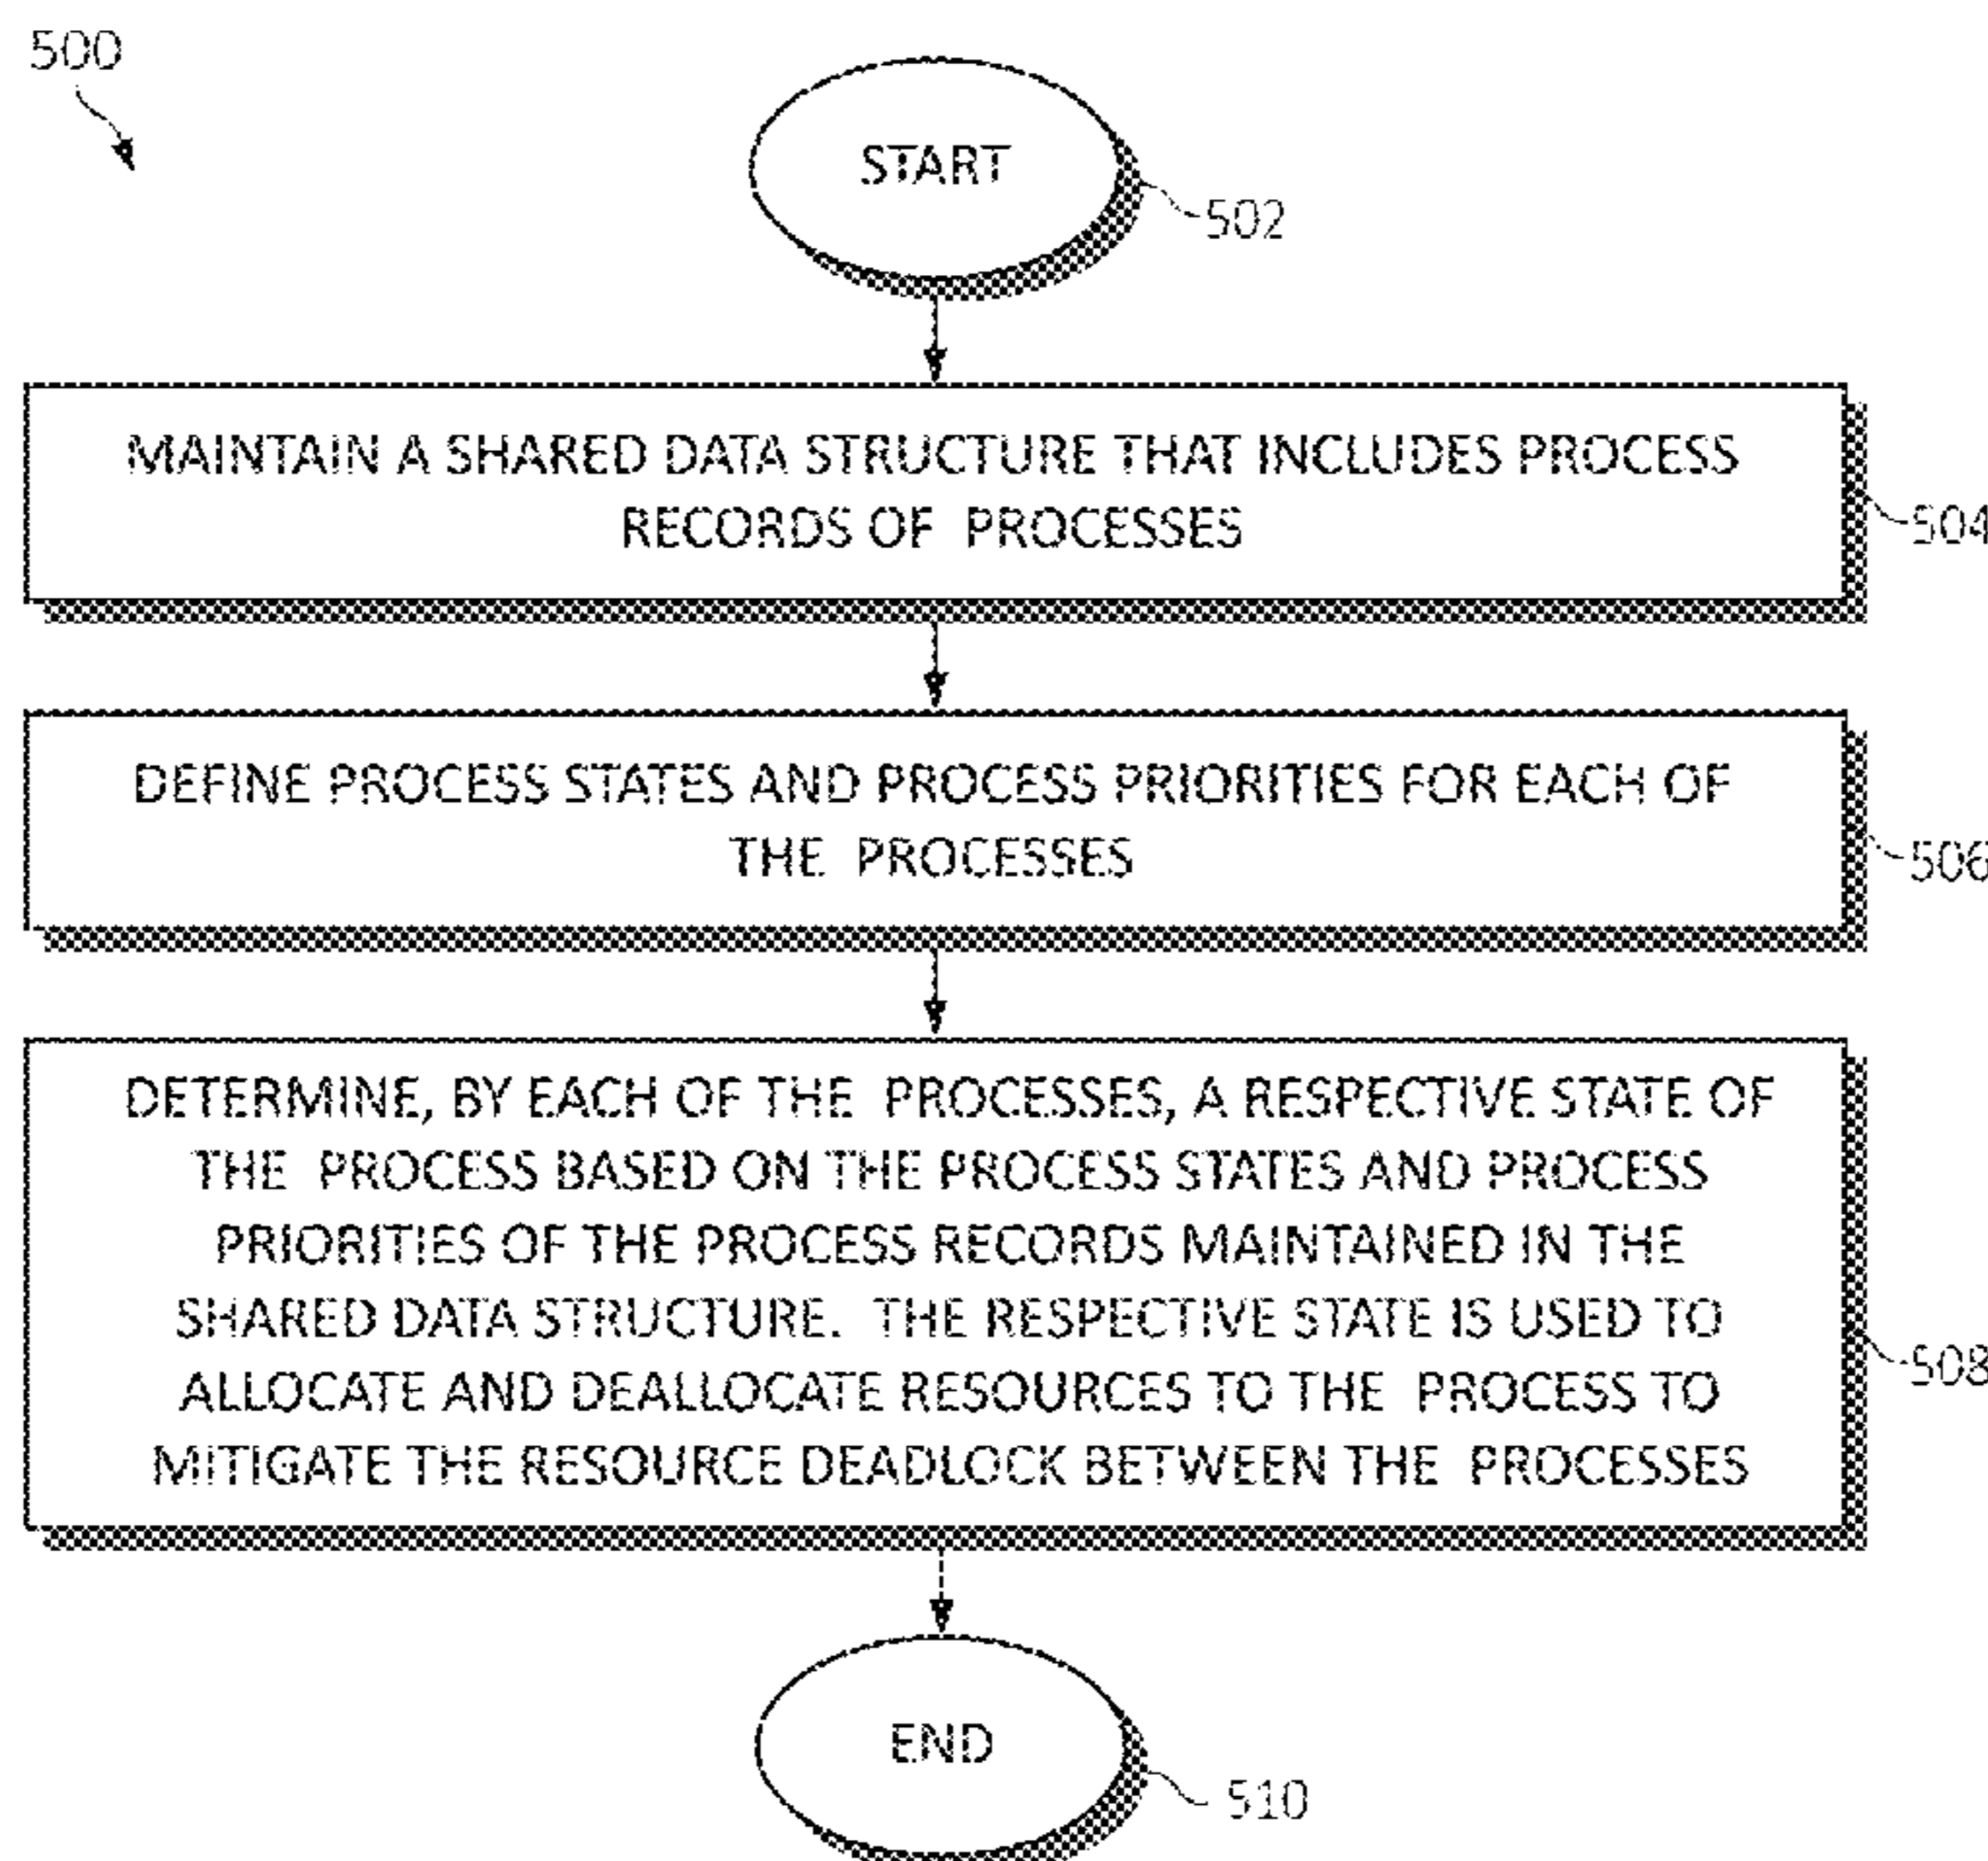 500
START
502
MAINTAIN A SHARED DATA STRUCTURE THAT INCLUDES PROCESS
RECORDS OF PROCESSES
504
DEFINE PROCESS STATES AND PROCESS PRIORITIES FOR EACH OF
THE PROCESSES
506
DETERMINE, BY EACH OF THE PROCESSES, A RESPECTIVE STATE OF
THE PROCESS BASED ON THE PROCESS STATES AND PROCESS
PRIORITIES OF THE PROCESS RECORDS MAINTAINED IN THE
SHARED DATA STRUCTURE. THE RESPECTIVE STATE IS USED TO
ALLOCATE AND DEALLOCATE RESOURCES TO THE PROCESS TO
MITIGATE THE RESOURCE DEADLOCK BETWEEN THE PROCESSES
508
END
510